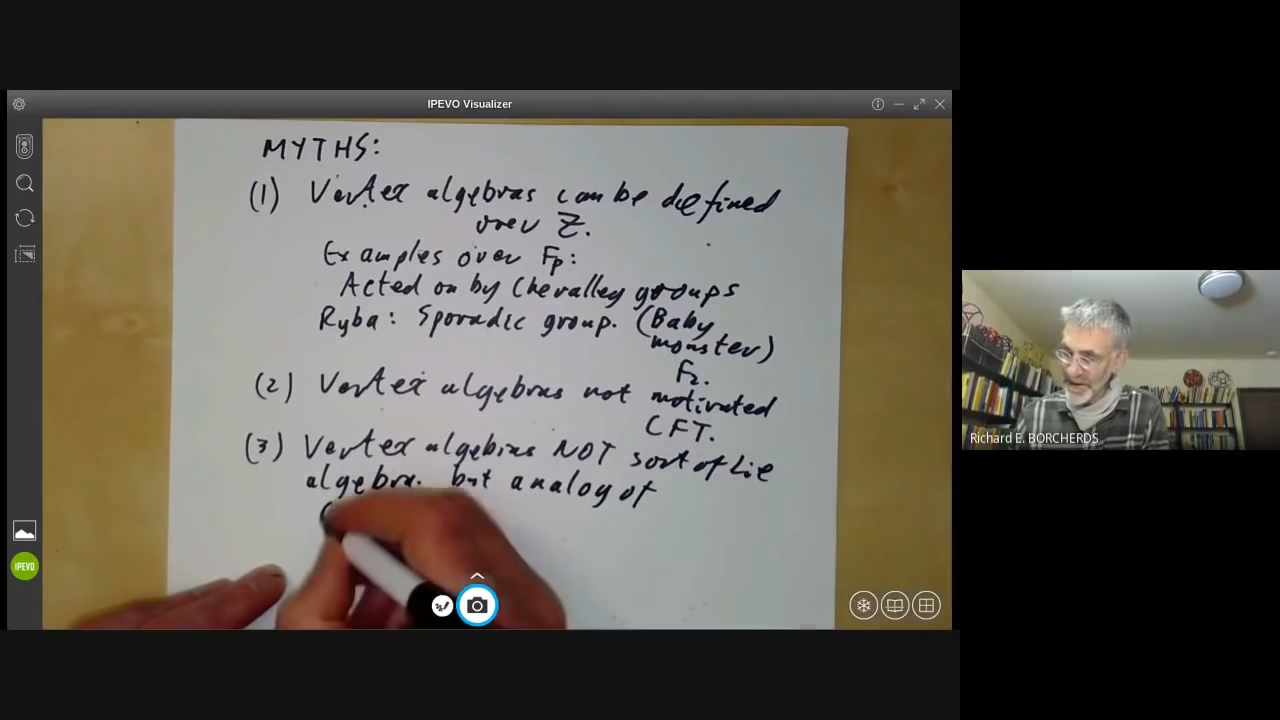 IPEVO Visualizer
MYTHS:
(1) Vertex algebras can be defined
over Z.
Examples over Fp:
Acted on by Chevalley groups
Ryba: Sporadic group. (Baby
monster)
F2.
(2) Vertex algebras not motivated
CFT.
(3) Vertex algebras NOT sort of Lie
algebra. but analog of
IPEVO
Richard E. BORCHERDS